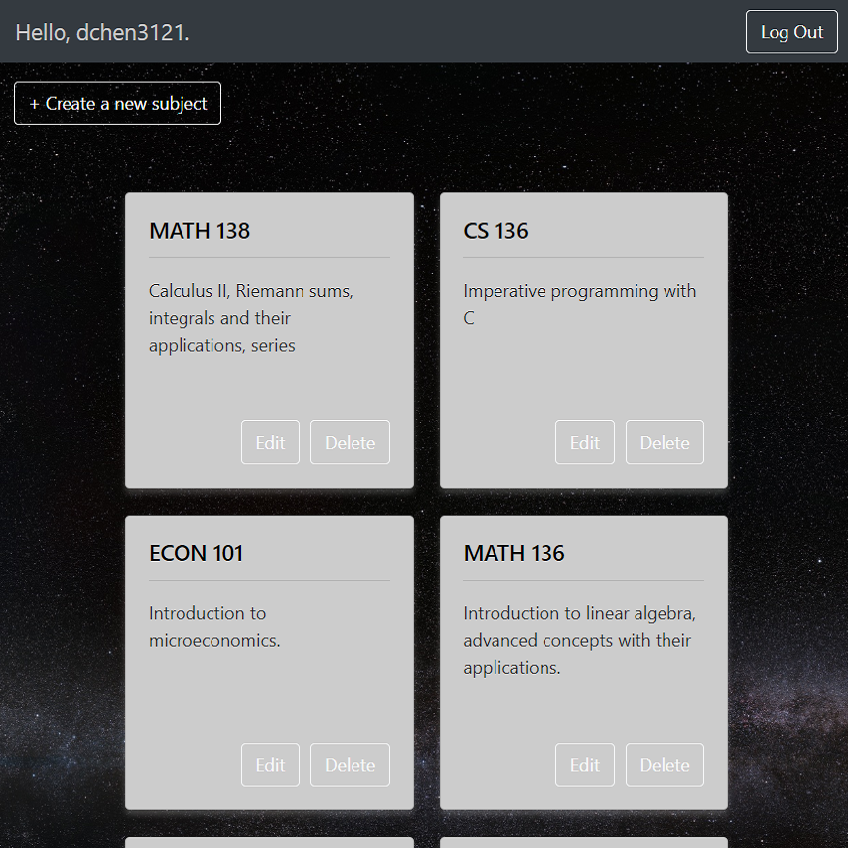 Hello, dchen3121.
Log Out
+ Create a new subject
MATH 138
Calculus II, Riemann sums,
integrals and their
applications, series
Edit
Delete
CS 136
Imperative programming with
C
Edit
Delete
ECON 101
Introduction to
microeconomics.
Edit
Delete
MATH 136
Introduction to linear algebra,
advanced concepts with their
applications.
Edit
Delete